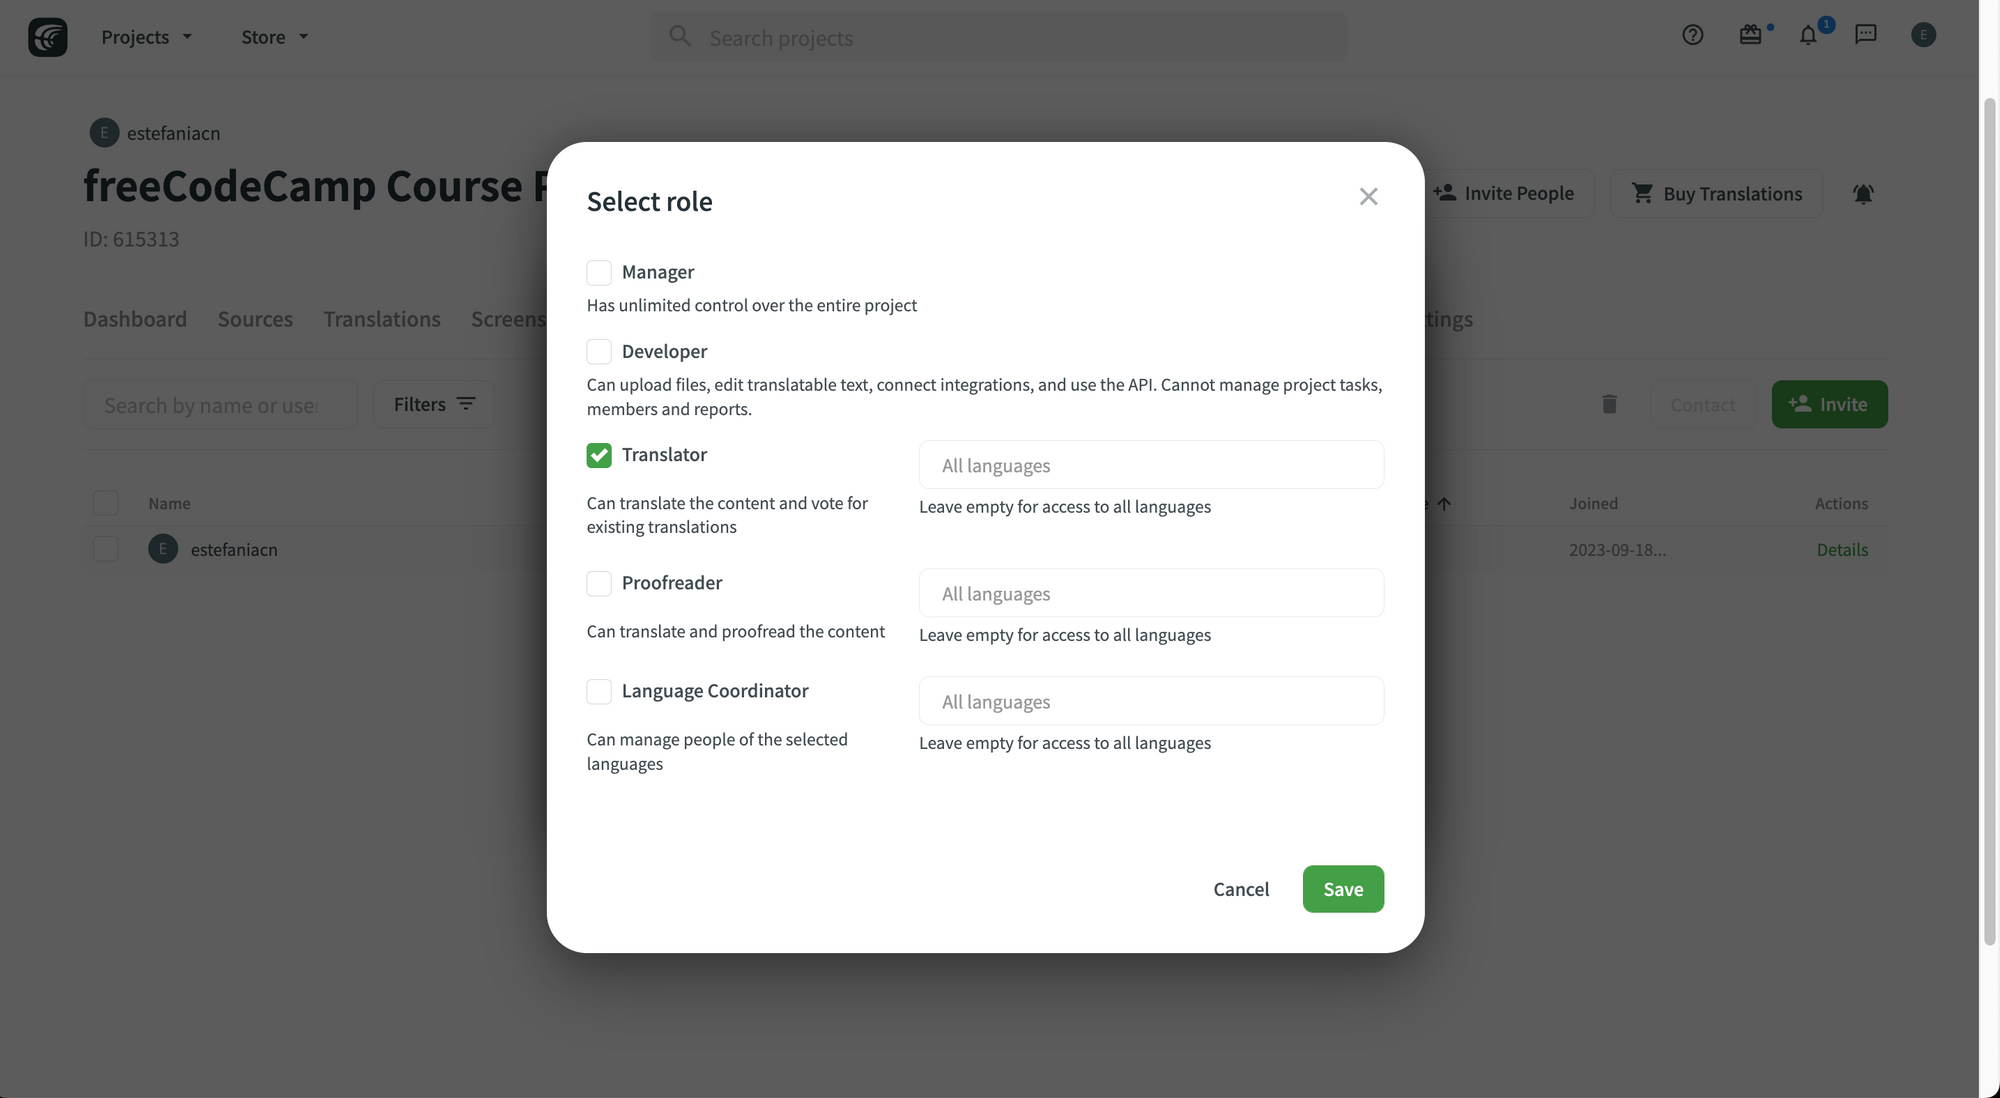 Projects
Store
Search projects
1
E
E
estefaniacn
freeCodeCamp Course
ID: 615313
Invite People
Buy Translations
Dashboard
Sources
Translations
Screens
tings
Search by name or use
Filters
Contact
Invite
Name
Joined
Actions
E
estefaniacn
2023-09-18...
Details
Select role
Manager
Has unlimited control over the entire project
Developer
Can upload files, edit translatable text, connect integrations, and use the API. Cannot manage project tasks,
members and reports.
Translator
All languages
Can translate the content and vote for
existing translations
Leave empty for access to all languages
Proofreader
All languages
Can translate and proofread the content
Leave empty for access to all languages
Language Coordinator
All languages
Can manage people of the selected
languages
Leave empty for access to all languages
Cancel
Save